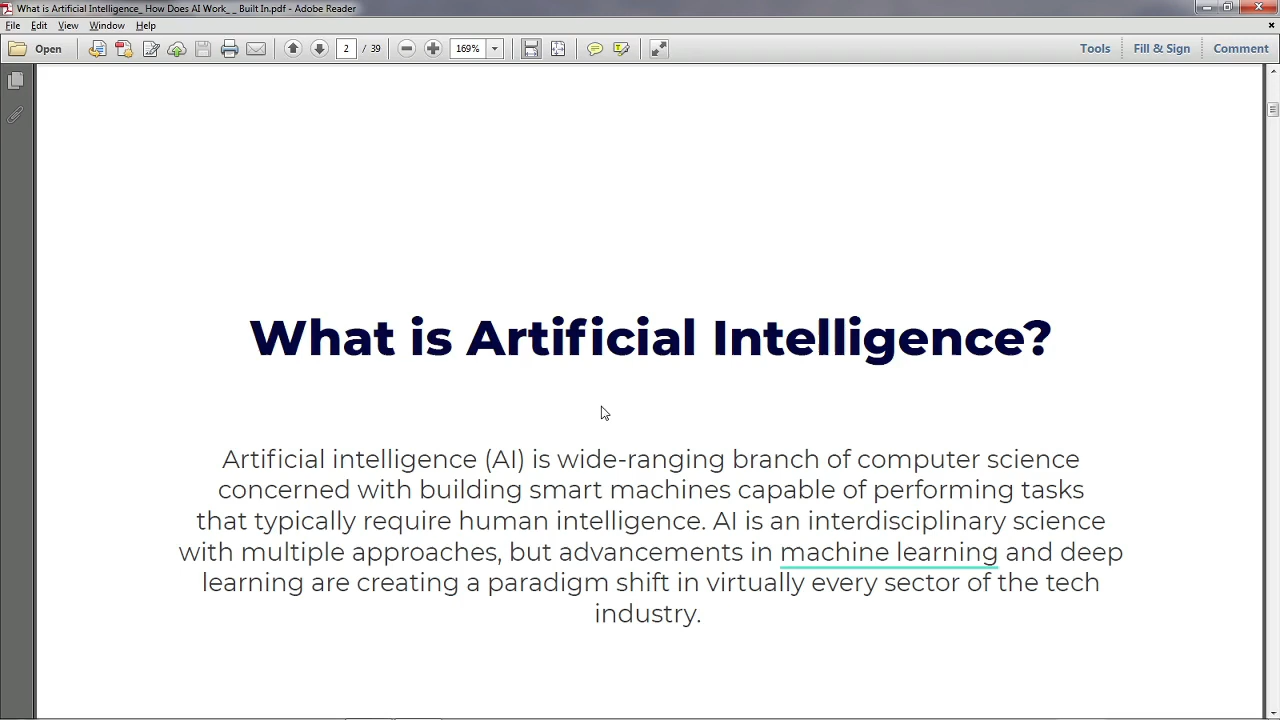 What is Artificial Intelligence_ How Does AI Work_ _ Built In.pdf - Adobe Reader
File Edit View Window Help
Open 2 / 39 169% Tools Fill & Sign Comment
What is Artificial Intelligence?
Artificial intelligence (AI) is wide-ranging branch of computer science
concerned with building smart machines capable of performing tasks
that typically require human intelligence. AI is an interdisciplinary science
with multiple approaches, but advancements in machine learning and deep
learning are creating a paradigm shift in virtually every sector of the tech
industry.